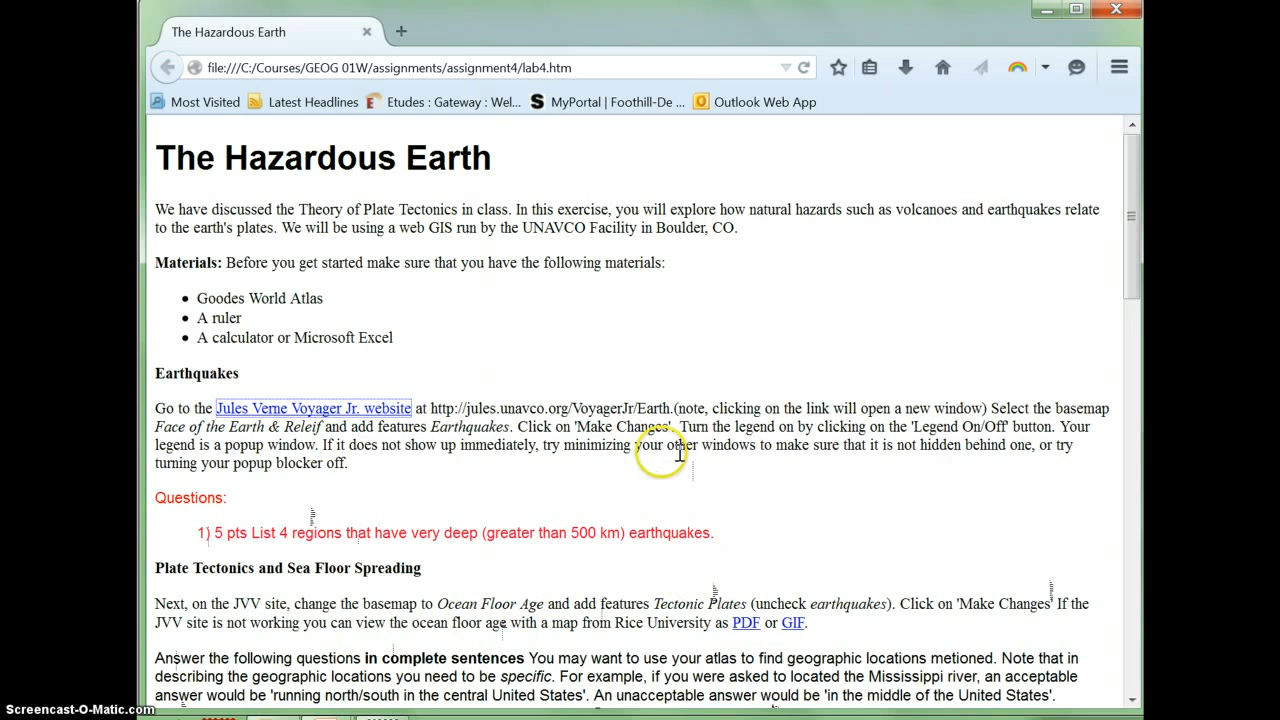 The Hazardous Earth
file:///C:/Courses/GEOG 01W/assignments/assignment4/lab4.htm
Most Visited Latest Headlines Etudes : Gateway : Wel... MyPortal | Foothill-De ... Outlook Web App
The Hazardous Earth
We have discussed the Theory of Plate Tectonics in class. In this exercise, you will explore how natural hazards such as volcanoes and earthquakes relate
to the earth's plates. We will be using a web GIS run by the UNAVCO Facility in Boulder, CO.
Materials: Before you get started make sure that you have the following materials:
• Goodes World Atlas
• A ruler
• A calculator or Microsoft Excel
Earthquakes
Go to the Jules Verne Voyager Jr. website at http://jules.unavco.org/VoyagerJr/Earth.(note, clicking on the link will open a new window) Select the basemap
Face of the Earth & Releif and add features Earthquakes. Click on 'Make Changes'. Turn the legend on by clicking on the 'Legend On/Off' button. Your
legend is a popup window. If it does not show up immediately, try minimizing your other windows to make sure that it is not hidden behind one, or try
turning your popup blocker off.
Questions:
1) 5 pts List 4 regions that have very deep (greater than 500 km) earthquakes.
Plate Tectonics and Sea Floor Spreading
Next, on the JVV site, change the basemap to Ocean Floor Age and add features Tectonic Plates (uncheck earthquakes). Click on 'Make Changes' If the
JVV site is not working you can view the ocean floor age with a map from Rice University as PDF or GIF.
Answer the following questions in complete sentences You may want to use your atlas to find geographic locations metioned. Note that in
describing the geographic locations you need to be specific. For example, if you were asked to located the Mississippi river, an acceptable
answer would be 'running north/south in the central United States'. An unacceptable answer would be 'in the middle of the United States'.
Screencast-O-Matic.com